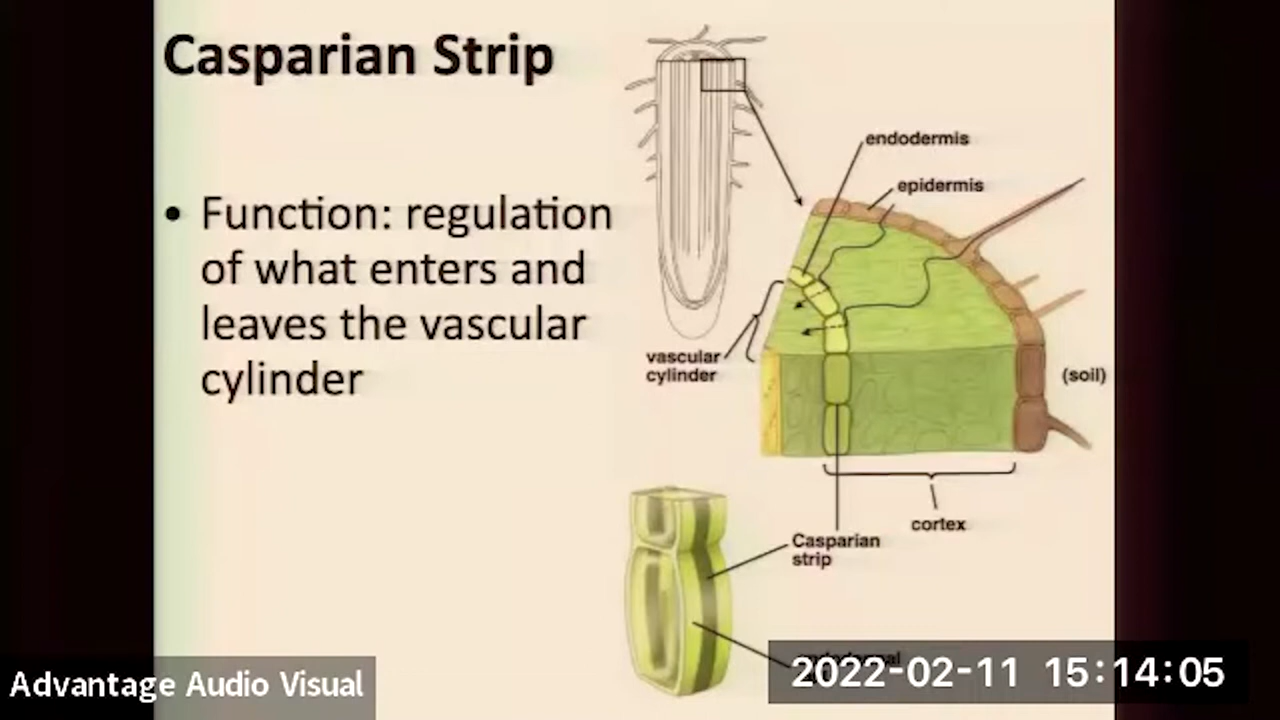 Casparian Strip
• Function: regulation
of what enters and
leaves the vascular
cylinder
endodermis
epidermis
vascular
cylinder
(soil)
cortex
Casparian
strip
Advantage Audio Visual
2022-02-11 15:14:05